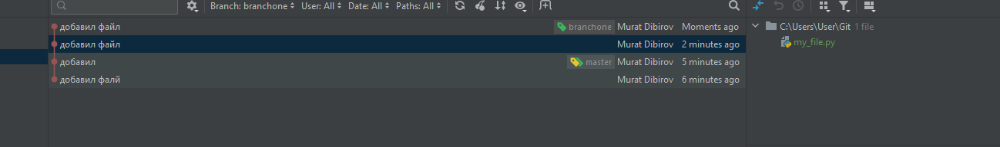 Branch: branchone User: All Date: All Paths: All
добавил файл branchone Murat Dibirov Moments ago
добавил файл Murat Dibirov 2 minutes ago
добавил master Murat Dibirov 5 minutes ago
добавил фалй Murat Dibirov 6 minutes ago
C:\Users\User\Git 1 file
my_file.py